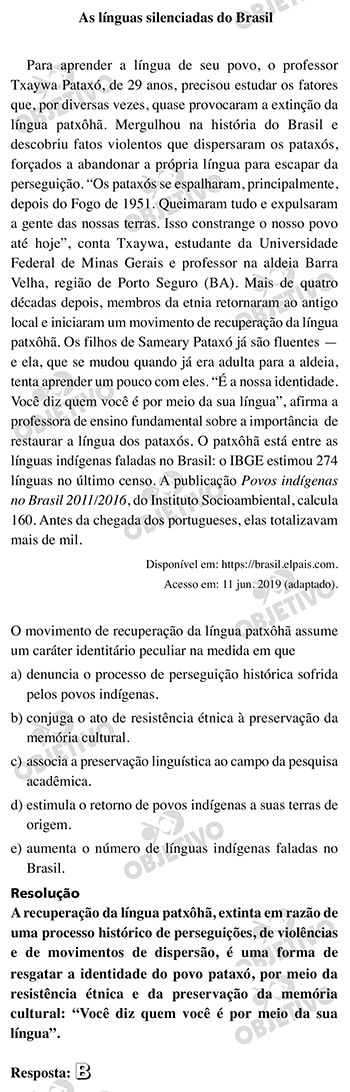 As línguas silenciadas do Brasil
Para aprender a língua de seu povo, o professor
Txaywa Pataxó, de 29 anos, precisou estudar os fatores
que, por diversas vezes, quase provocaram a extinção da
língua patxôhã. Mergulhou na história do Brasil e
descobriu fatos violentos que dispersaram os pataxós,
forçados a abandonar a própria língua para escapar da
perseguição. “Os pataxós se espalharam, principalmente,
depois do Fogo de 1951. Queimaram tudo e expulsaram
a gente das nossas terras. Isso constrange o nosso povo
até hoje”, conta Txaywa, estudante da Universidade
Federal de Minas Gerais e professor na aldeia Barra
Velha, região de Porto Seguro (BA). Mais de quatro
décadas depois, membros da etnia retornaram ao antigo
local e iniciaram um movimento de recuperação da língua
patxôhã. Os filhos de Sameary Pataxó já são fluentes —
e ela, que se mudou quando já era adulta para a aldeia,
tenta aprender um pouco com eles. “É a nossa identidade.
Você diz quem você é por meio da sua língua”, afirma a
professora de ensino fundamental sobre a importância de
restaurar a língua dos pataxós. O patxôhã está entre as
línguas indígenas faladas no Brasil: o IBGE estimou 274
línguas no último censo. A publicação Povos indígenas
no Brasil 2011/2016, do Instituto Socioambiental, calcula
160. Antes da chegada dos portugueses, elas totalizavam
mais de mil.
Disponível em: https://brasil.elpais.com.
Acesso em: 11 jun. 2019 (adaptado).
O movimento de recuperação da língua patxôhã assume
um caráter identitário peculiar na medida em que
a) denuncia o processo de perseguição histórica sofrida
pelos povos indígenas.
b) conjuga o ato de resistência étnica à preservação da
memória cultural.
c) associa a preservação linguística ao campo da pesquisa
acadêmica.
d) estimula o retorno de povos indígenas a suas terras de
origem.
e) aumenta o número de línguas indígenas faladas no
Brasil.
Resolução
A recuperação da língua patxôhã, extinta em razão de
uma processo histórico de perseguições, de violências
e de movimentos de dispersão, é uma forma de
resgatar a identidade do povo pataxó, por meio da
resistência étnica e da preservação da memória
cultural: “Você diz quem você é por meio da sua
língua”.
Resposta: B